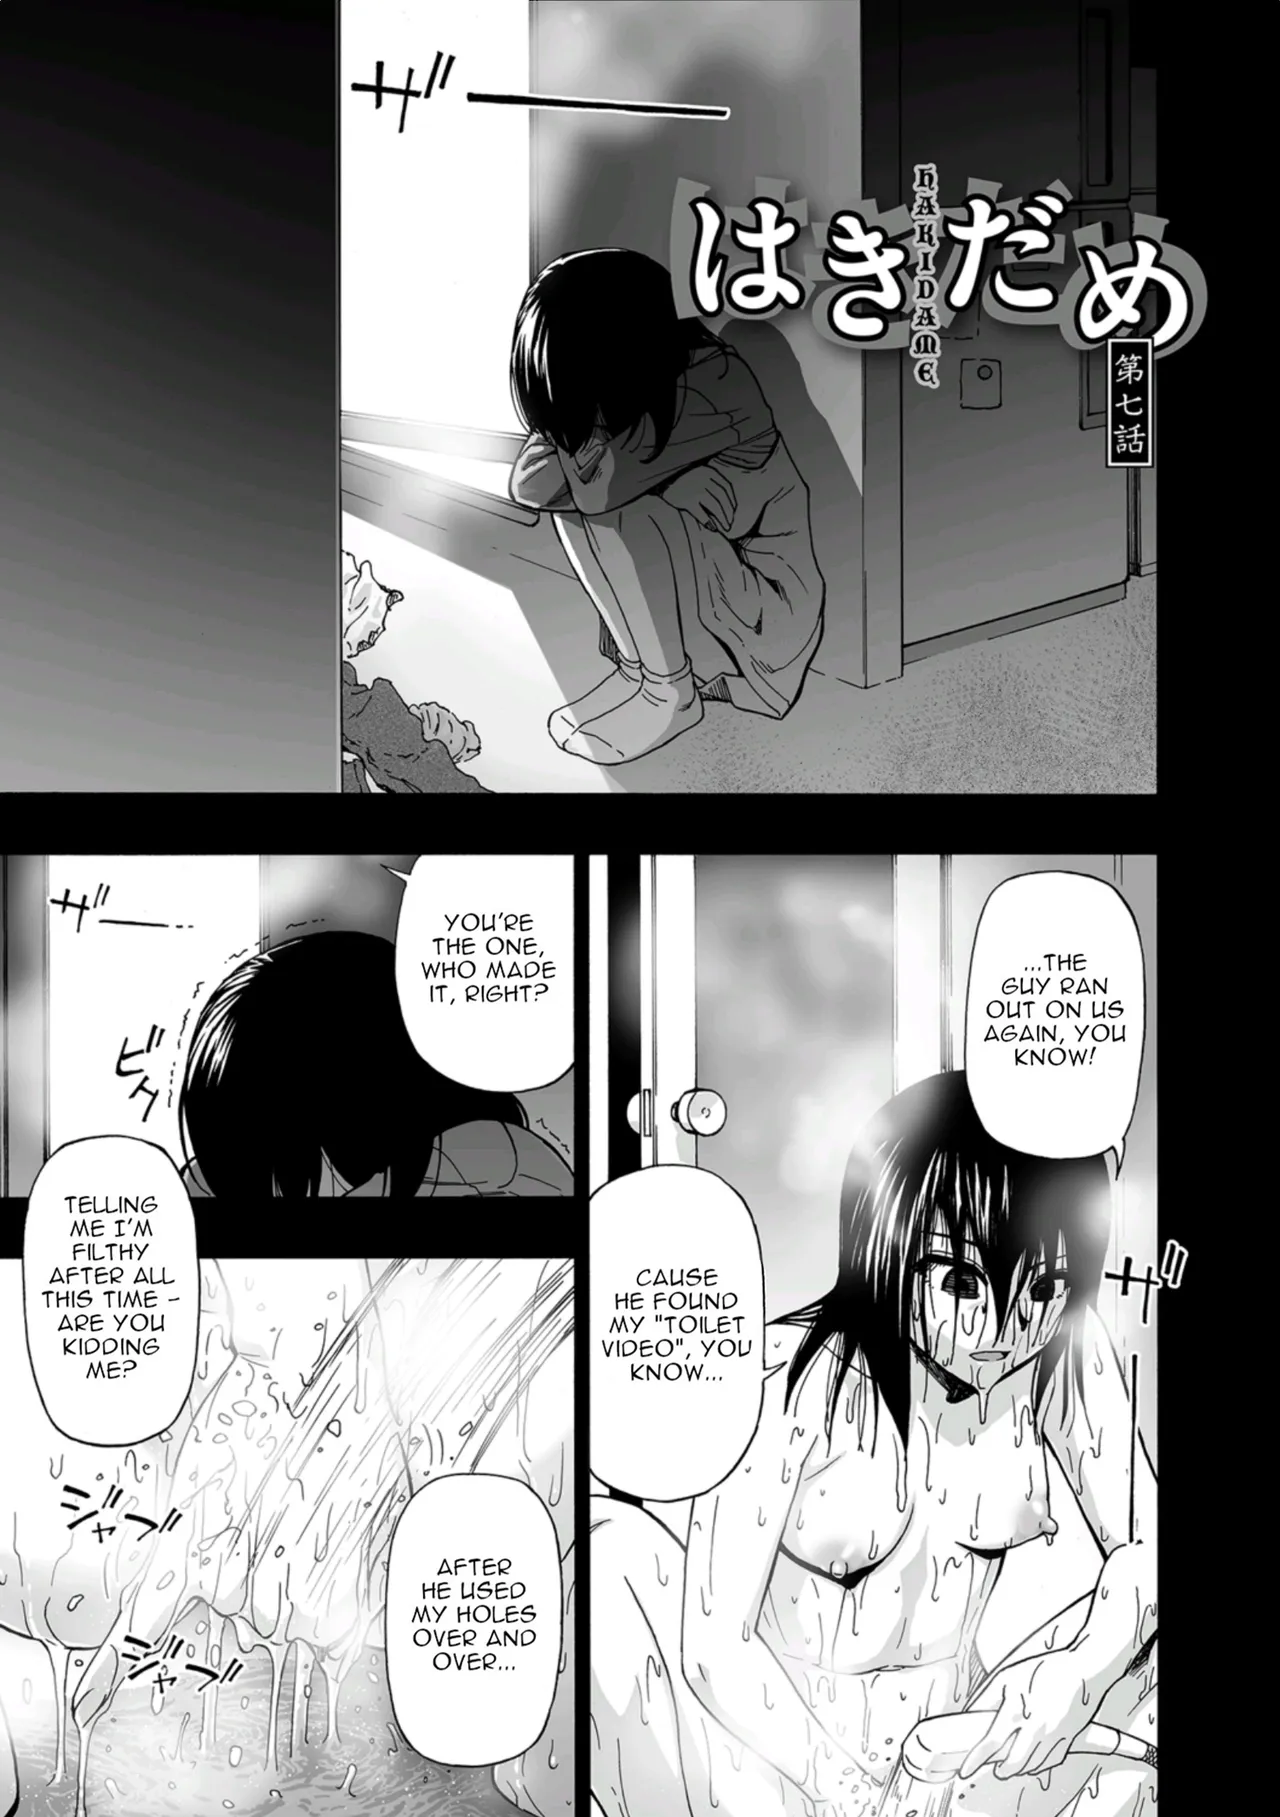 ザ゛ー
はきだめ
HAKIDAME
第七話
...THE
GUY RAN
OUT ON US
AGAIN, YOU
KNOW!
CAUSE
HE FOUND
MY "TOILET
VIDEO", YOU
KNOW...
ザ゛ー
YOU'RE
THE ONE,
WHO MADE
IT, RIGHT?
ザ゛ー
ビク
TELLING
ME I'M
FILTHY
AFTER ALL
THIS TIME -
ARE YOU
KIDDING
ME?
ジャブ
ジャブ
AFTER
HE USED
MY HOLES
OVER AND
OVER...